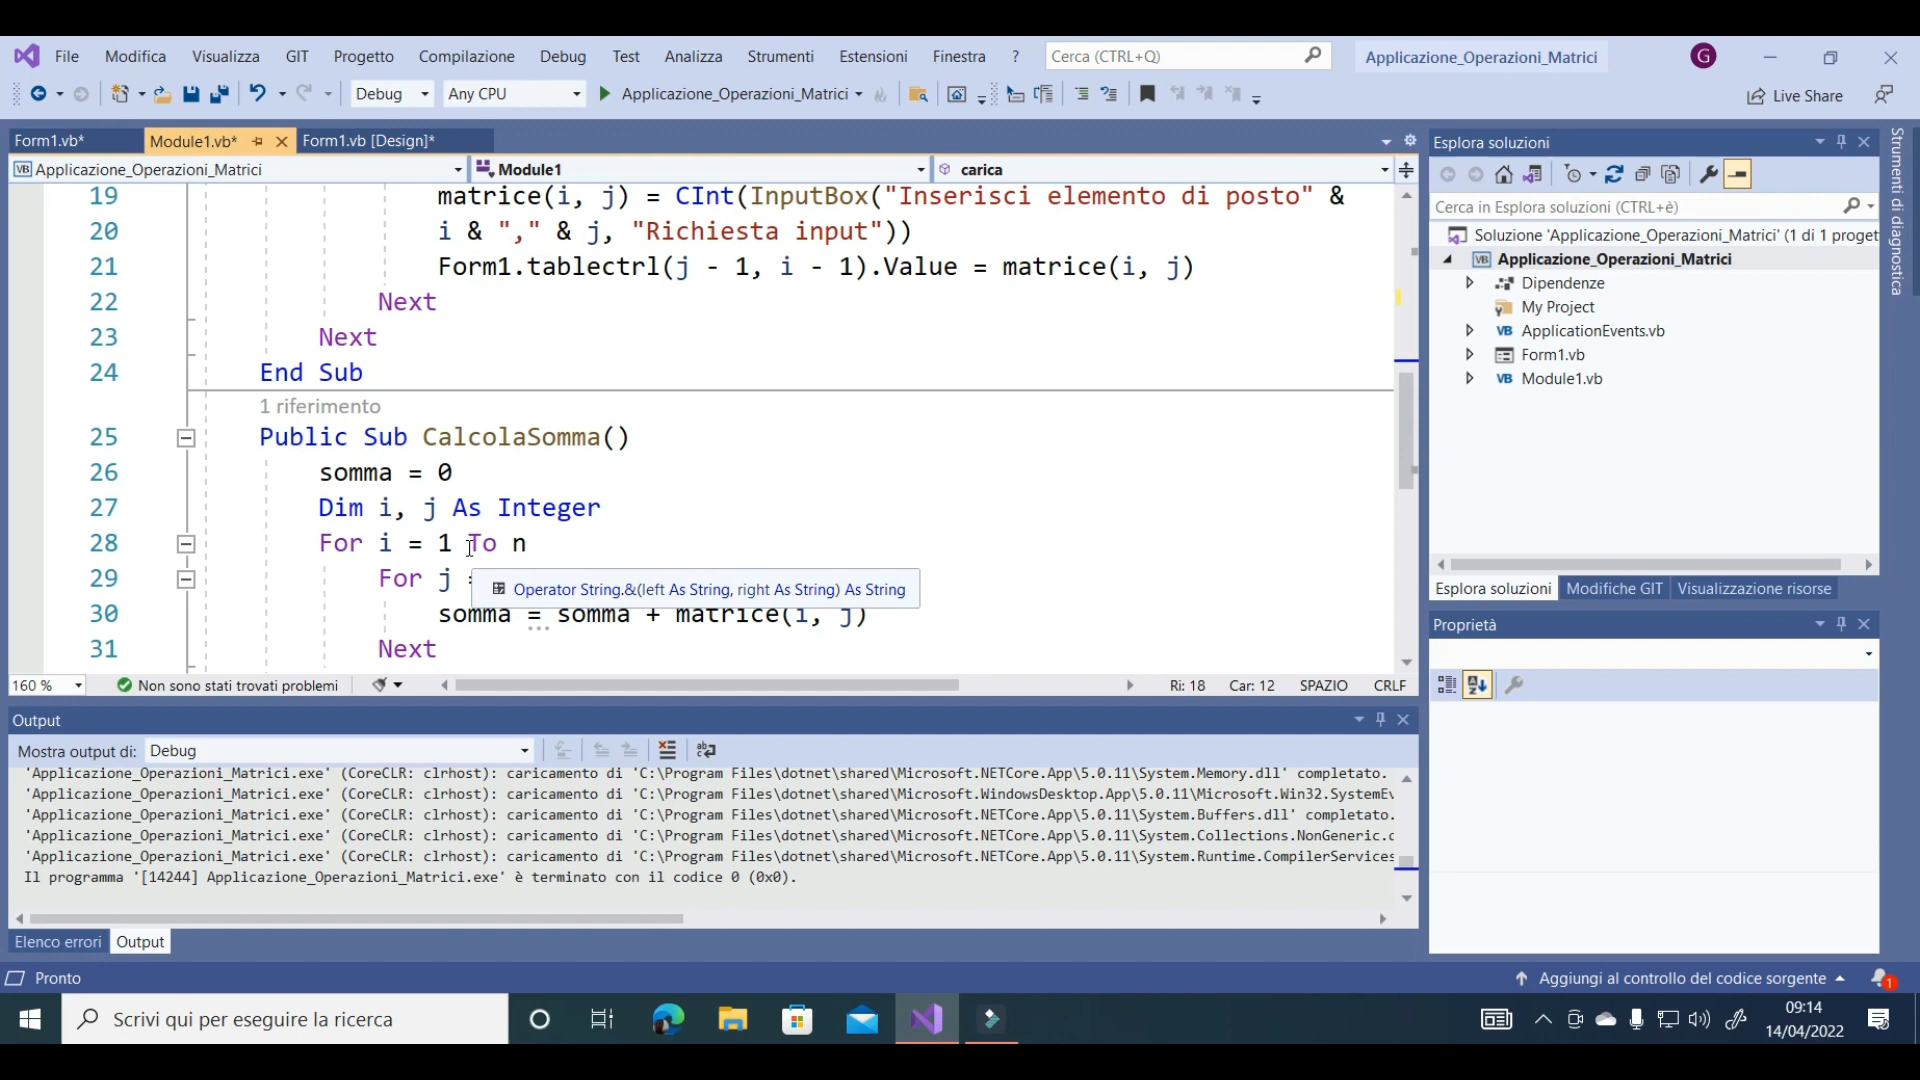 File Modifica Visualizza GIT Progetto Compilazione Debug Test Analizza Strumenti Estensioni Finestra ? Cerca (CTRL+Q) Applicazione_Operazioni_Matrici G
Debug Any CPU Applicazione_Operazioni_Matrici Live Share
Form1.vb* Module1.vb* Form1.vb [Design]*
VB Applicazione_Operazioni_Matrici Module1 carica
19 matrice(i, j) = CInt(InputBox("Inserisci elemento di posto" &
20 i & "," & j, "Richiesta input"))
21 Form1.tablectrl(j - 1, i - 1).Value = matrice(i, j)
22 Next
23 Next
24 End Sub
1 riferimento
25 Public Sub CalcolaSomma()
26 somma = 0
27 Dim i, j As Integer
28 For i = 1 To n
29 For j
Operator String.&(left As String, right As String) As String
30 somma = somma + matrice(i, j)
31 Next
160 % Non sono stati trovati problemi Ri: 18 Car: 12 SPAZIO CRLF
Output
Mostra output di: Debug
'Applicazione_Operazioni_Matrici.exe' (CoreCLR: clrhost): caricamento di 'C:\Program Files\dotnet\shared\Microsoft.NETCore.App\5.0.11\System.Memory.dll' completato.
'Applicazione_Operazioni_Matrici.exe' (CoreCLR: clrhost): caricamento di 'C:\Program Files\dotnet\shared\Microsoft.WindowsDesktop.App\5.0.11\Microsoft.Win32.SystemEv
'Applicazione_Operazioni_Matrici.exe' (CoreCLR: clrhost): caricamento di 'C:\Program Files\dotnet\shared\Microsoft.NETCore.App\5.0.11\System.Buffers.dll' completato.
'Applicazione_Operazioni_Matrici.exe' (CoreCLR: clrhost): caricamento di 'C:\Program Files\dotnet\shared\Microsoft.NETCore.App\5.0.11\System.Collections.NonGeneric.d
'Applicazione_Operazioni_Matrici.exe' (CoreCLR: clrhost): caricamento di 'C:\Program Files\dotnet\shared\Microsoft.NETCore.App\5.0.11\System.Runtime.CompilerServices
Il programma '[14244] Applicazione_Operazioni_Matrici.exe' è terminato con il codice 0 (0x0).
Elenco errori Output
Esplora soluzioni
Cerca in Esplora soluzioni (CTRL+è)
Soluzione 'Applicazione_Operazioni_Matrici' (1 di 1 proget
VB Applicazione_Operazioni_Matrici
Dipendenze
My Project
VB ApplicationEvents.vb
Form1.vb
VB Module1.vb
Esplora soluzioni Modifiche GIT Visualizzazione risorse
Proprietà
Strumenti di diagnostica
Pronto Aggiungi al controllo del codice sorgente 1
Scrivi qui per eseguire la ricerca
09:14
14/04/2022